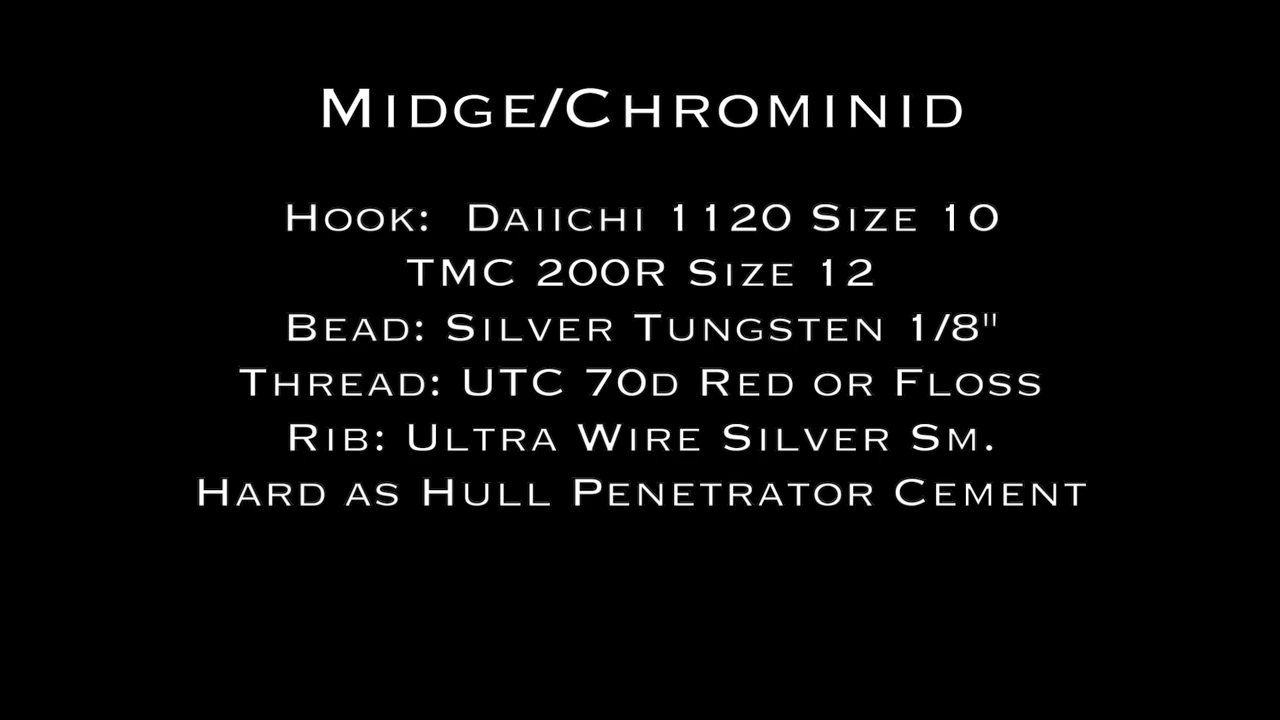 Midge/Chrominid
Hook:  Daiichi 1120 Size 10
TMC 200R Size 12
Bead: Silver Tungsten 1/8"
Thread: UTC 70d Red or Floss
Rib: Ultra Wire Silver Sm.
Hard as Hull Penetrator Cement